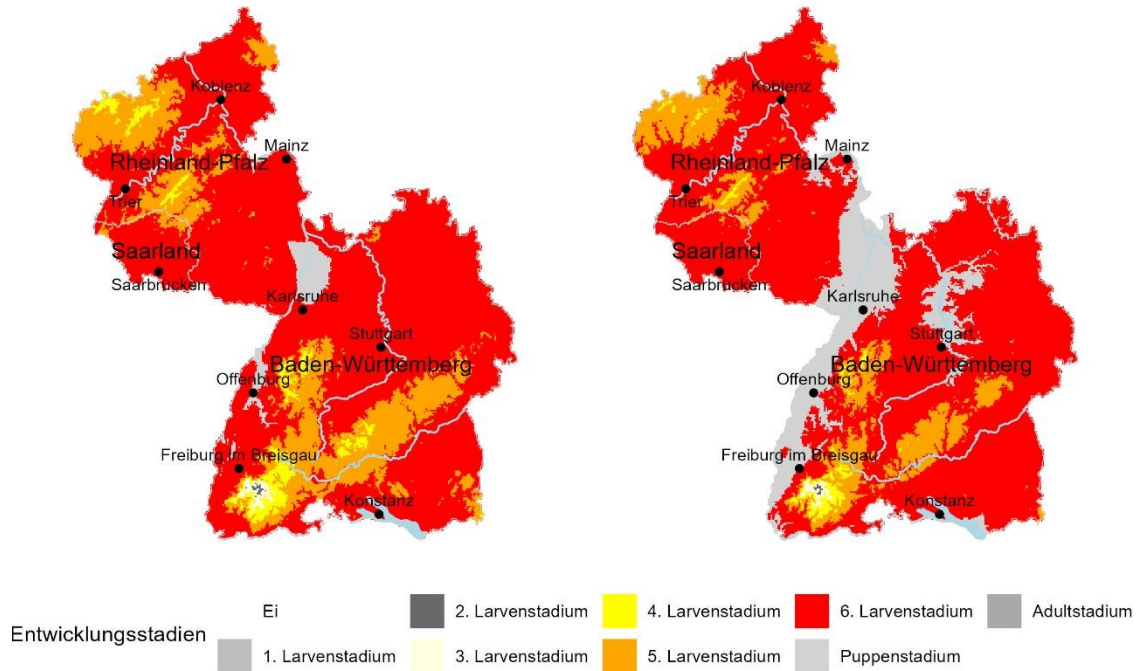 Koblenz
Mainz
Rheinland-Pfalz
Trier
Saarland
Saarbrücken
Karlsruhe
Stuttgart
Baden-Württemberg
Offenburg
Freiburg im Breisgau
Konstanz
Koblenz
Mainz
Rheinland-Pfalz
Trier
Saarland
Saarbrücken
Karlsruhe
Stuttgart
Baden-Württemberg
Offenburg
Freiburg im Breisgau
Konstanz
Entwicklungsstadien
Ei
1. Larvenstadium
2. Larvenstadium
3. Larvenstadium
4. Larvenstadium
5. Larvenstadium
6. Larvenstadium
Puppenstadium
Adultstadium